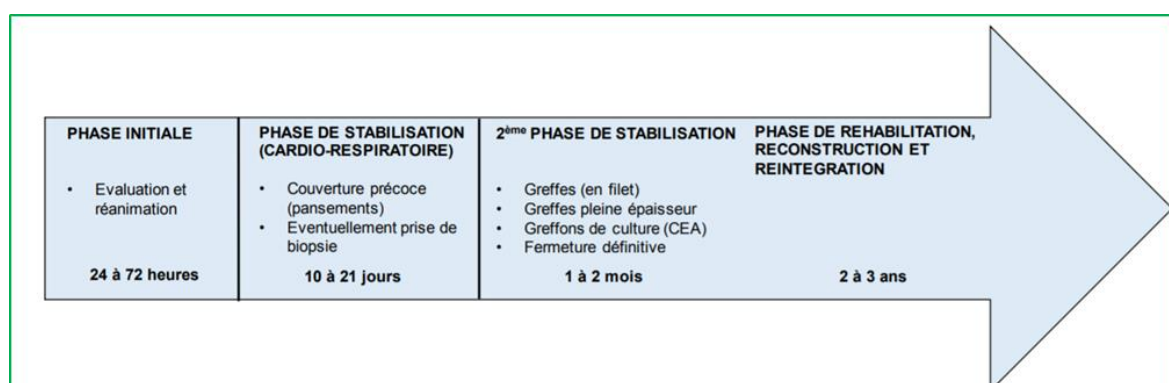 PHASE INITIALE
• Evaluation et
réanimation
24 à 72 heures
PHASE DE STABILISATION
(CARDIO-RESPIRATOIRE)
• Couverture précoce
(pansements)
• Eventuellement prise de
biopsie
10 à 21 jours
2ème PHASE DE STABILISATION
• Greffes (en filet)
• Greffes pleine épaisseur
• Greffons de culture (CEA)
• Fermeture définitive
1 à 2 mois
PHASE DE REHABILITATION,
RECONSTRUCTION ET
REINTEGRATION
2 à 3 ans